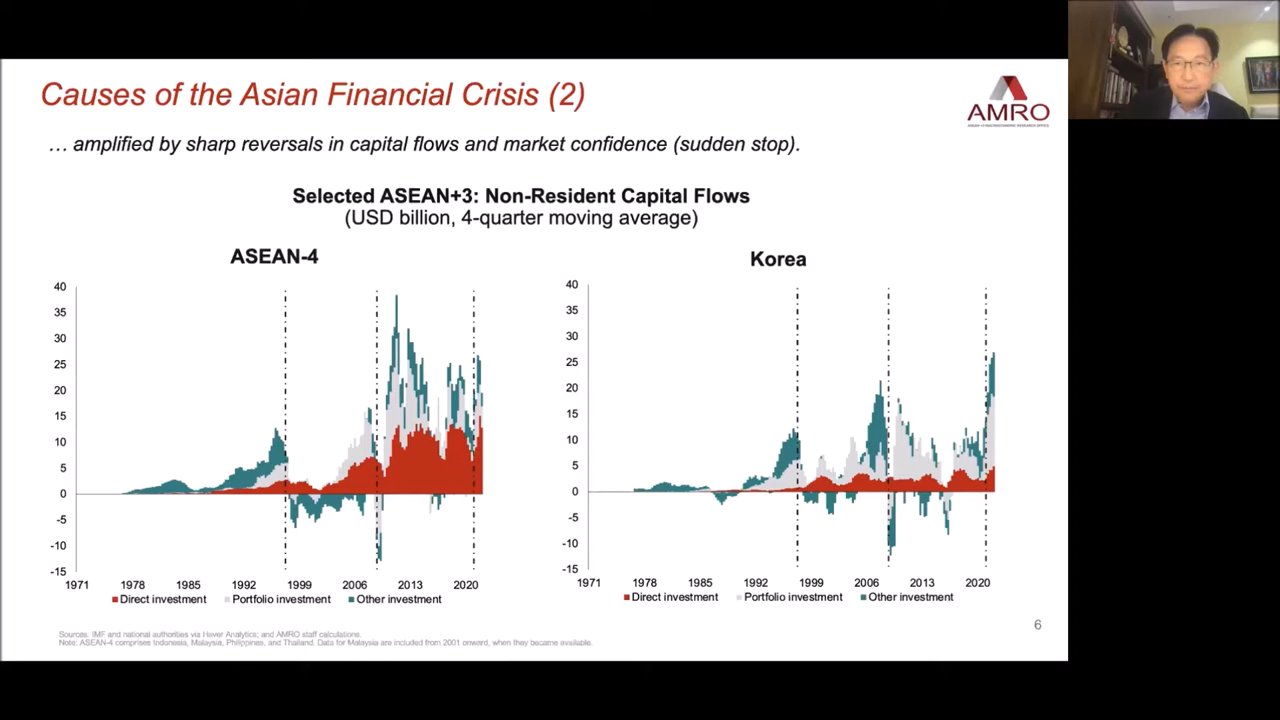 Causes of the Asian Financial Crisis (2)
AMRO
ASEAN+3 MACROECONOMIC RESEARCH OFFICE
… amplified by sharp reversals in capital flows and market confidence (sudden stop).
Selected ASEAN+3: Non-Resident Capital Flows
(USD billion, 4-quarter moving average)
ASEAN-4
40
35
30
25
20
15
10
5
0
-5
-10
-15
1971 1978 1985 1992 1999 2006 2013 2020
Direct investment Portfolio investment Other investment
Korea
40
35
30
25
20
15
10
5
0
-5
-10
-15
1971 1978 1985 1992 1999 2006 2013 2020
Direct investment Portfolio investment Other investment
Sources: IMF and national authorities via Haver Analytics; and AMRO staff calculations.
Note: ASEAN-4 comprises Indonesia, Malaysia, Philippines, and Thailand. Data for Malaysia are included from 2001 onward, when they became available.
6